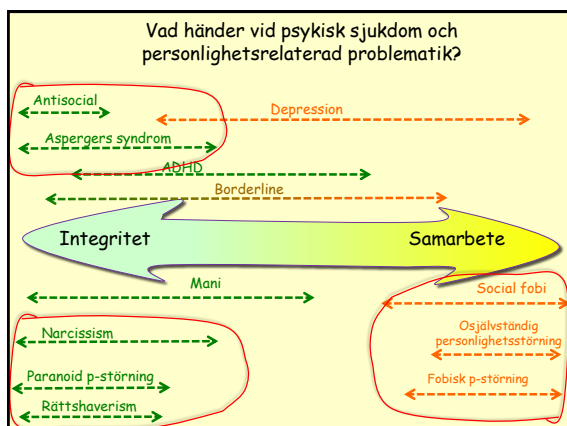 Vad händer vid psykisk sjukdom och
personlighetsrelaterad problematik?
Antisocial
Depression
Aspergers syndrom
ADHD
Borderline
Integritet
Samarbete
Mani
Social fobi
Narcissism
Osjälvständig
personlighetsstörning
Paranoid p-störning
Fobisk p-störning
Rättshaverism